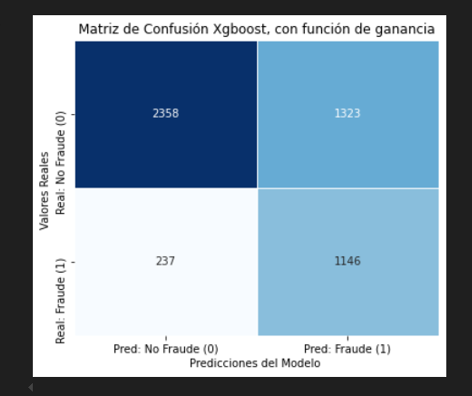 Matriz de Confusión Xgboost, con función de ganancia
Valores Reales
Real: No Fraude (0)
2358
1323
Real: Fraude (1)
237
1146
Pred: No Fraude (0)
Pred: Fraude (1)
Predicciones del Modelo